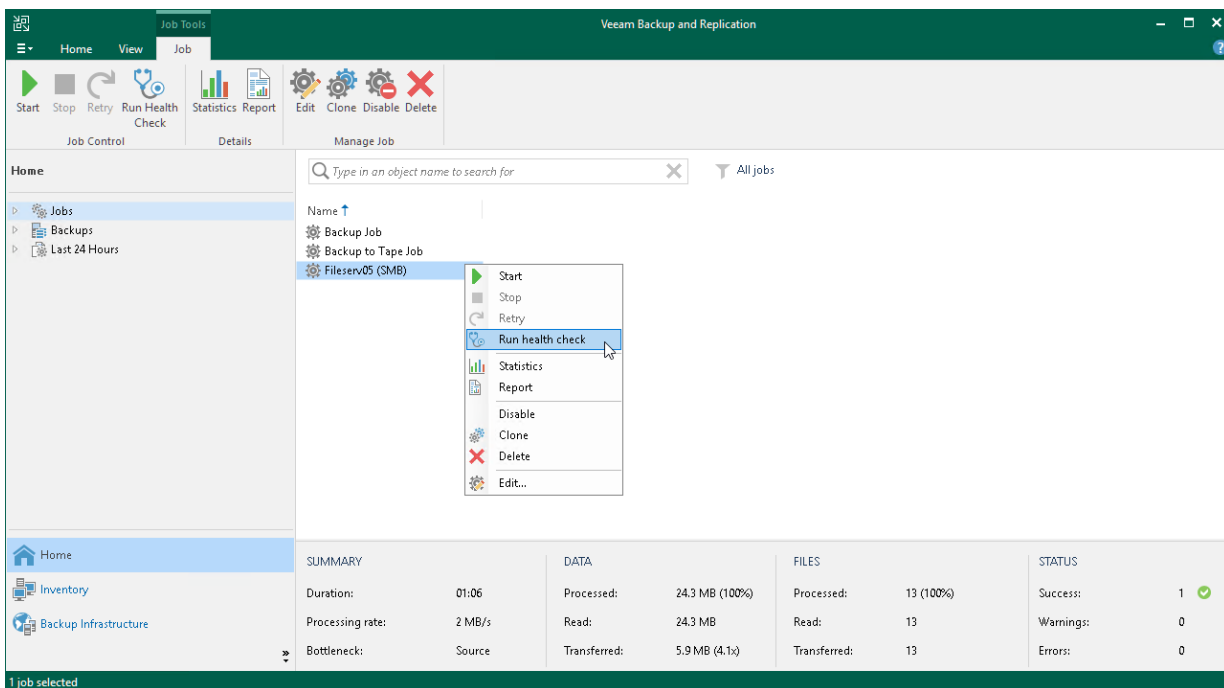 Job Tools
Veeam Backup and Replication
Home View Job
Start Stop Retry Run Health Check
Statistics Report
Edit Clone Disable Delete
Job Control Details Manage Job
Home
Type in an object name to search for
All jobs
Jobs
Backups
Last 24 Hours
Name
Backup Job
Backup to Tape Job
Fileserv05 (SMB)
Start
Stop
Retry
Run health check
Statistics
Report
Disable
Clone
Delete
Edit...
Home
Inventory
Backup Infrastructure
SUMMARY DATA FILES STATUS
Duration: 01:06 Processed: 24.3 MB (100%) Processed: 13 (100%) Success: 1
Processing rate: 2 MB/s Read: 24.3 MB Read: 13 Warnings: 0
Bottleneck: Source Transferred: 5.9 MB (4.1x) Transferred: 13 Errors: 0
1 job selected